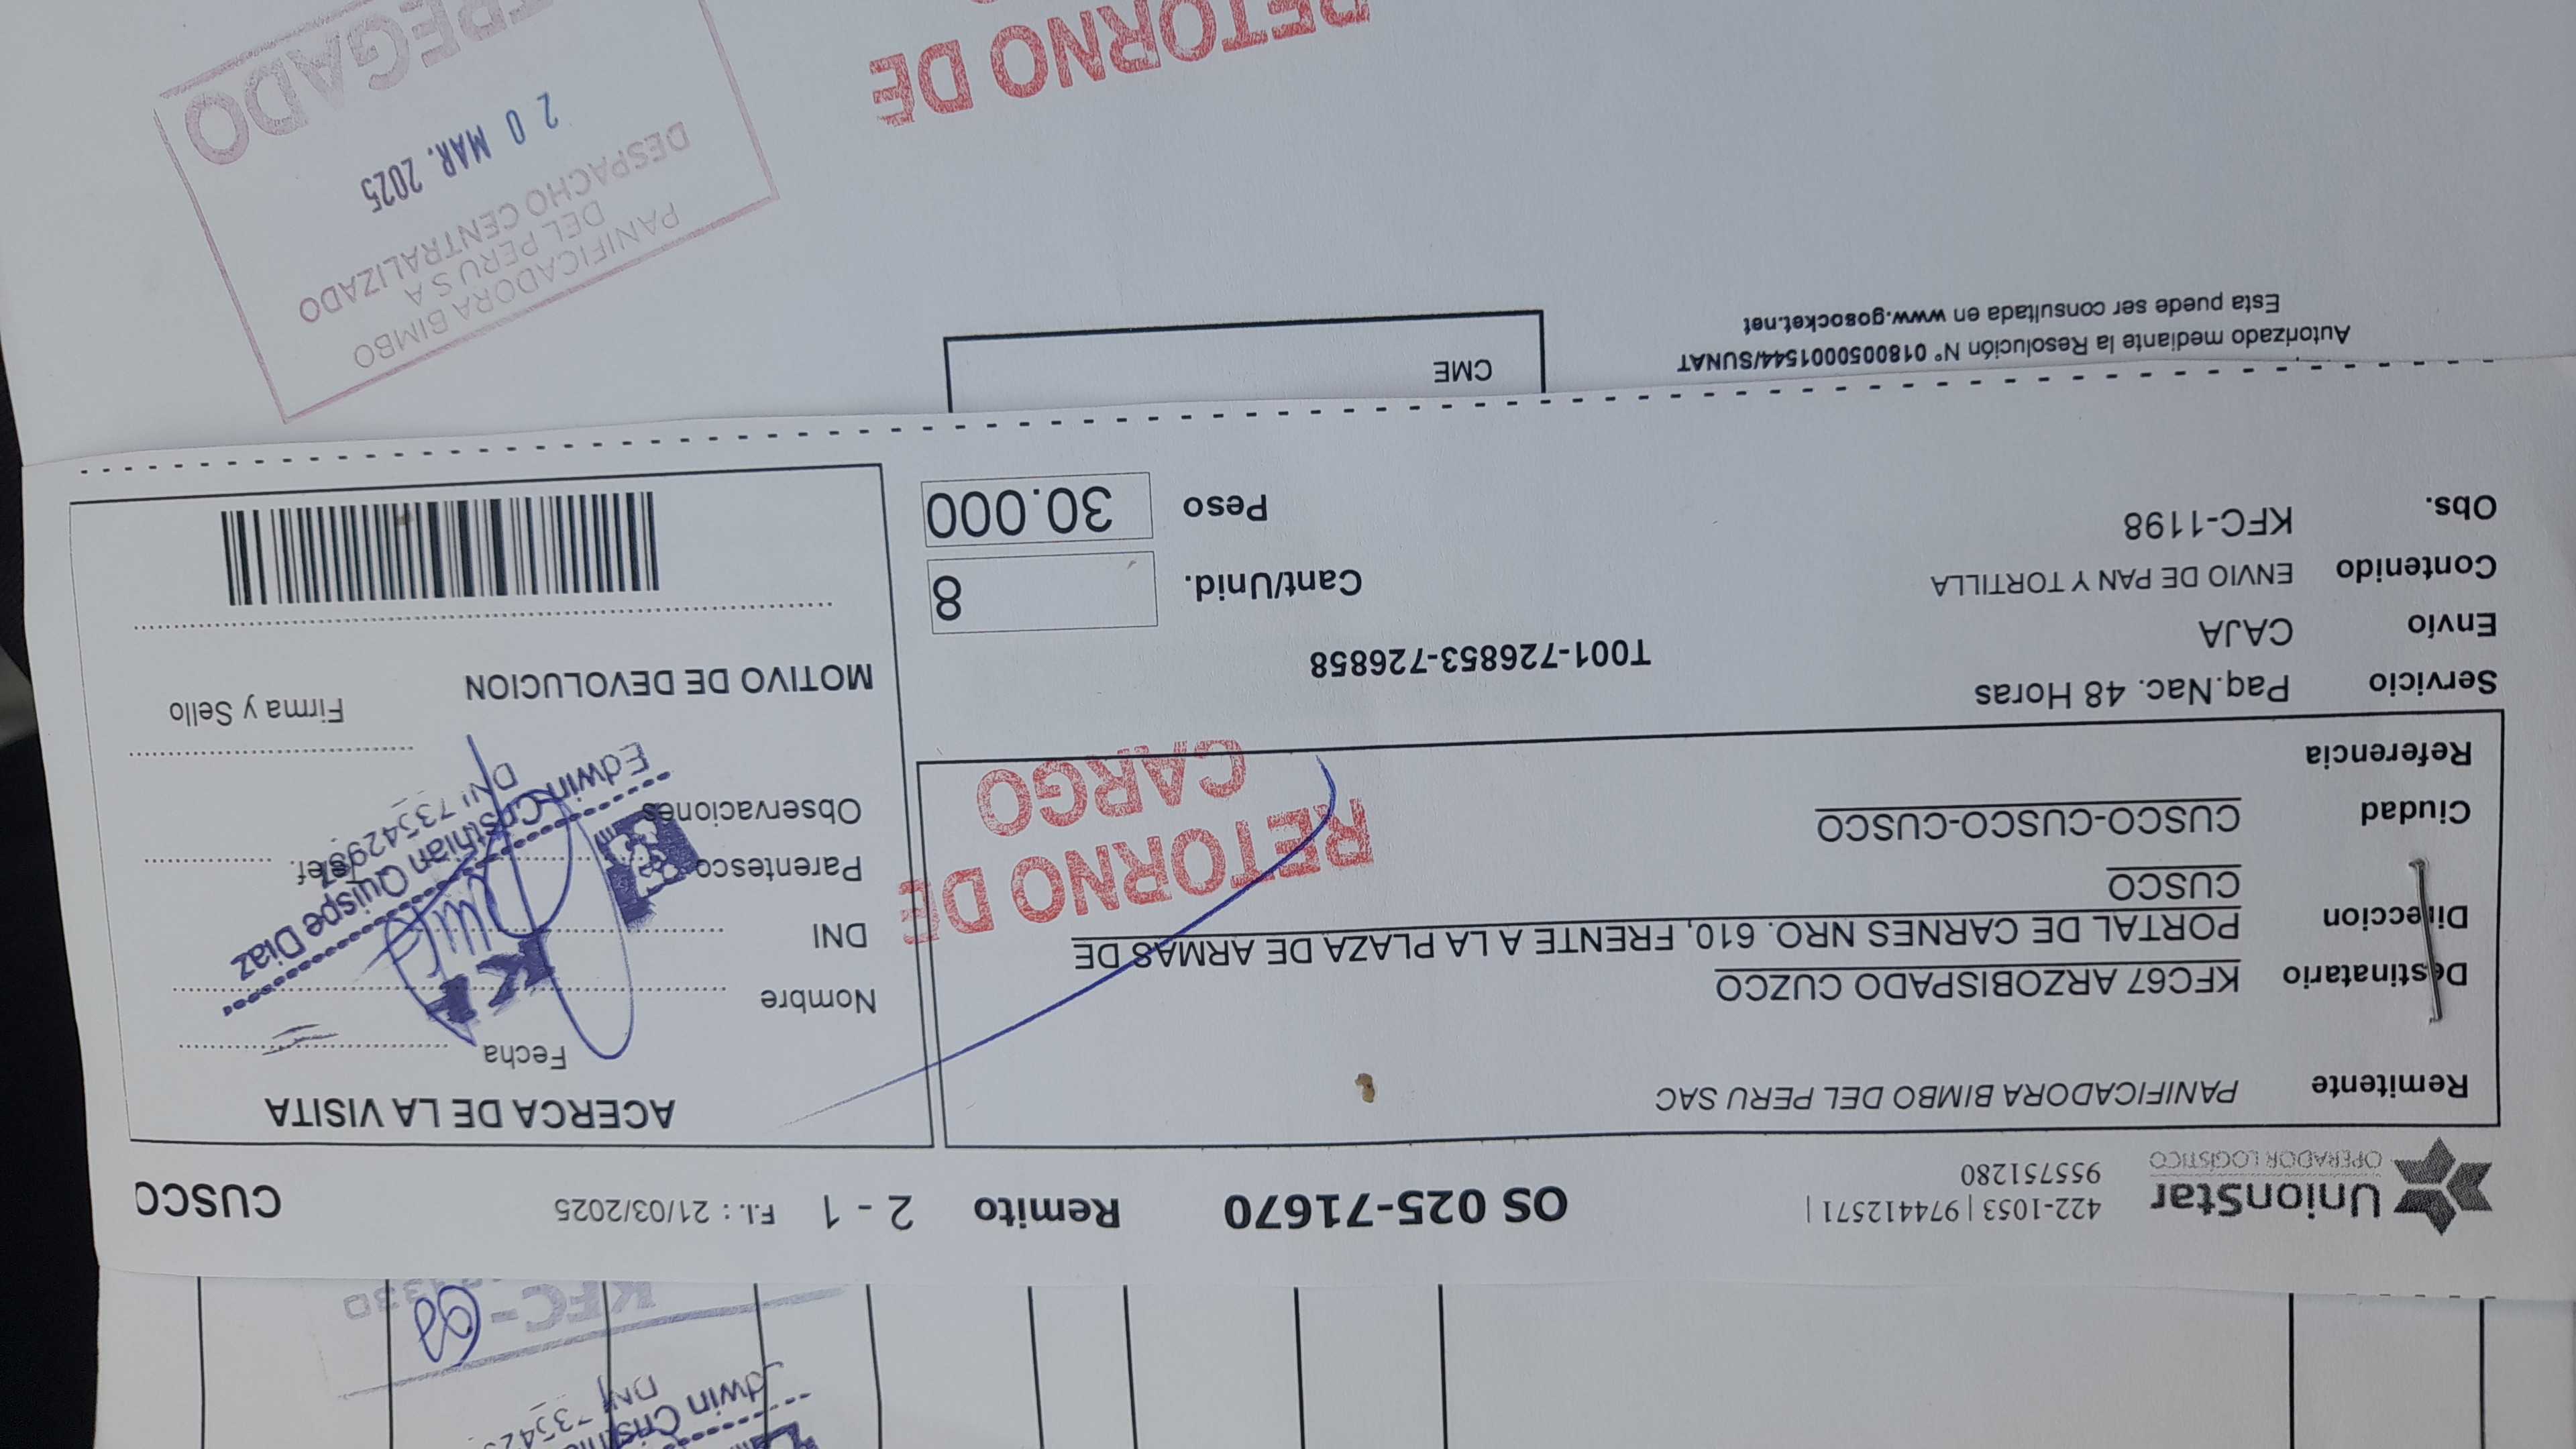 UnionStar
OPERADOR LOGÍSTICO
422-1053 | 974412571 |
955751280
OS 025-71670
Remito 2 - 1
F.I. : 21/03/2025
CUSCO
Remitente PANIFICADORA BIMBO DEL PERU SAC
Destinatario KFC67 ARZOBISPADO CUZCO
Direccion PORTAL DE CARNES NRO. 610, FRENTE A LA PLAZA DE ARMAS DE
CUSCO
Ciudad CUSCO-CUSCO-CUSCO
Referencia
RETORNO DE
CARGO
Servicio Paq.Nac. 48 Horas
T001-726853-726858
Envío CAJA
Contenido ENVIO DE PAN Y TORTILLA
Obs. KFC-1198
Cant/Unid. 8
Peso 30.000
ACERCA DE LA VISITA
Fecha
Nombre
DNI
Parentesco
Telef.
Observaciones
Edwin Cristhian Quispe Diaz
Firma y Sello
MOTIVO DE DEVOLUCION
Autorizado mediante la Resolución N° 0180050001544/SUNAT
Esta puede ser consultada en www.gosocket.net
CME
PANIFICADORA BIMBO
DEL PERU S A
DESPACHO CENTRALIZADO
20 MAR. 2025
RETORNO DE
KFC-